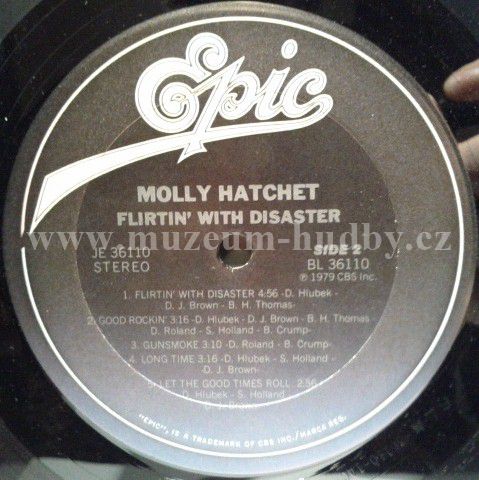 Epic
MOLLY HATCHET
FLIRTIN' WITH DISASTER
www.muzeum-hudby.cz
JE 36110
STEREO
SIDE 2
BL 36110
℗ 1979 CBS Inc.
1. FLIRTIN' WITH DISASTER 4:56 -D. Hlubek-
D. J. Brown - B. H. Thomas-
2. GOOD ROCKIN' 3:16 -D. Hlubek - D. J. Brown - B. H. Thomas
D. Roland - S. Holland - B. Crump-
3. GUNSMOKE 3:10 -D. Roland - B. Crump-
4. LONG TIME 3:16 -D. Hlubek - S. Holland -
D. J. Brown-
5. LET THE GOOD TIMES ROLL 2:56
-D. Hlubek - S. Holland
D. J. Brown-
"EPIC", IS A TRADEMARK OF CBS INC./MARCA REG.